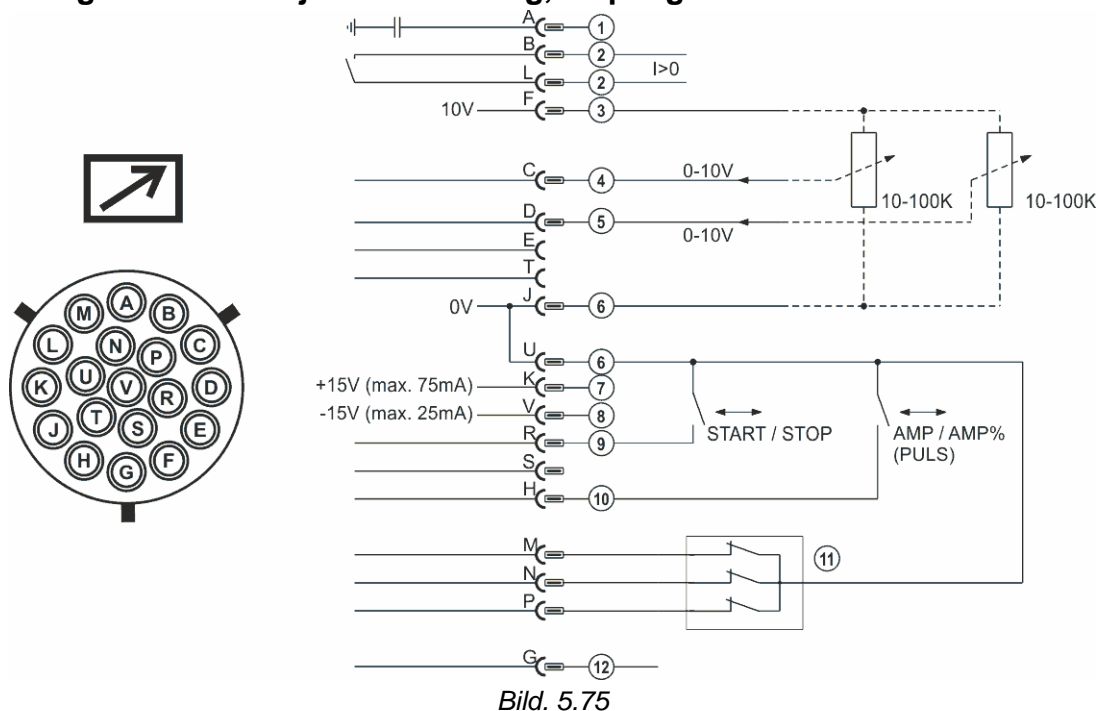 A 1
B 2
L 2 I>0
10V F 3
C 4 0-10V 10-100K 10-100K
D 5 0-10V
E
T
0V J 6
U 6
+15V (max. 75mA) K 7
-15V (max. 25mA) V 8
R 9 START / STOP AMP / AMP%
(PULS)
S
H 10
M 11
N
P
G 12
A
M B
L N P C
K U V R D
J T S E
H G F
Bild. 5.75